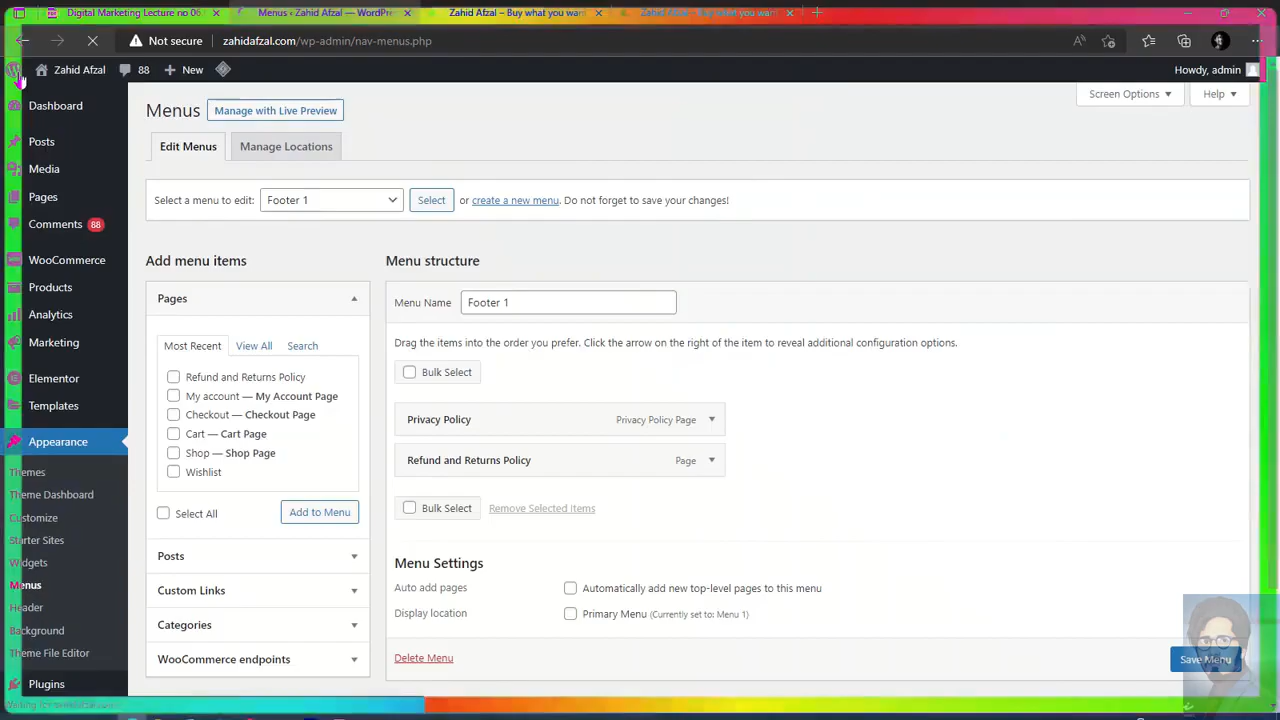 Digital Marketing Lecture no 06
Menus ‹ Zahid Afzal — WordPre
Zahid Afzal – Buy what you want
Zahid Afzal – Buy what you want
Not secure
zahidafzal.com/wp-admin/nav-menus.php
Zahid Afzal
88
New
Howdy, admin
Dashboard
Posts
Media
Pages
Comments 88
WooCommerce
Products
Analytics
Marketing
Elementor
Templates
Appearance
Themes
Theme Dashboard
Customize
Starter Sites
Widgets
Menus
Header
Background
Theme File Editor
Plugins
Screen Options
Help
Menus
Manage with Live Preview
Edit Menus
Manage Locations
Select a menu to edit: Footer 1 Select or create a new menu. Do not forget to save your changes!
Add menu items
Pages
Most Recent
View All
Search
Refund and Returns Policy
My account — My Account Page
Checkout — Checkout Page
Cart — Cart Page
Shop — Shop Page
Wishlist
Select All
Add to Menu
Posts
Custom Links
Categories
WooCommerce endpoints
Menu structure
Menu Name Footer 1
Drag the items into the order you prefer. Click the arrow on the right of the item to reveal additional configuration options.
Bulk Select
Privacy Policy Privacy Policy Page
Refund and Returns Policy Page
Bulk Select Remove Selected Items
Menu Settings
Auto add pages Automatically add new top-level pages to this menu
Display location Primary Menu (Currently set to: Menu 1)
Delete Menu
Save Menu